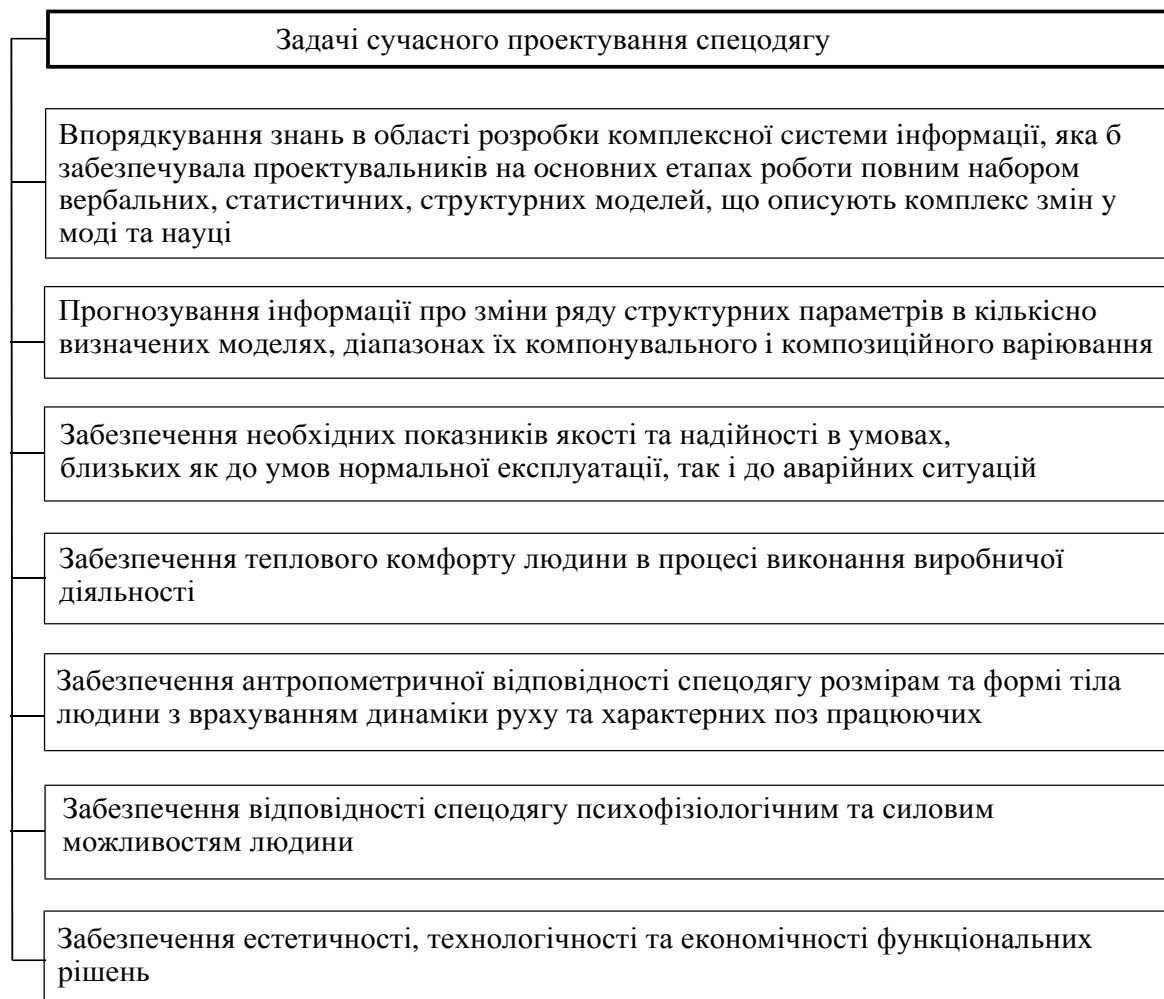 Задачі сучасного проектування спецодягу
Впорядкування знань в області розробки комплексної системи інформації, яка б
забезпечувала проектувальників на основних етапах роботи повним набором
вербальних, статистичних, структурних моделей, що описують комплекс змін у
моді та науці
Прогнозування інформації про зміни ряду структурних параметрів в кількісно
визначених моделях, діапазонах їх компонувального і композиційного варіювання
Забезпечення необхідних показників якості та надійності в умовах,
близьких як до умов нормальної експлуатації, так і до аварійних ситуацій
Забезпечення теплового комфорту людини в процесі виконання виробничої
діяльності
Забезпечення антропометричної відповідності спецодягу розмірам та формі тіла
людини з врахуванням динаміки руху та характерних поз працюючих
Забезпечення відповідності спецодягу психофізіологічним та силовим
можливостям людини
Забезпечення естетичності, технологічності та економічності функціональних
рішень